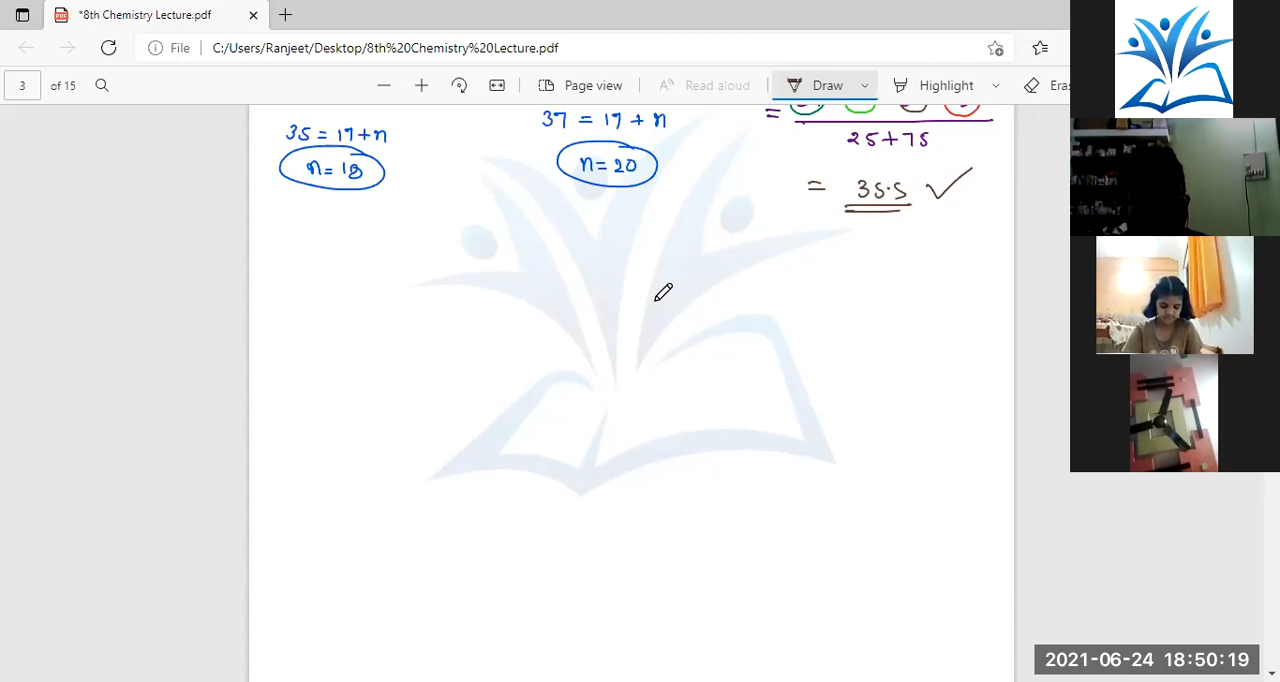 *8th Chemistry Lecture.pdf
File C:/Users/Ranjeet/Desktop/8th%20Chemistry%20Lecture.pdf
3 of 15 Page view Read aloud Draw Highlight Eras
35 = 17 + n
n = 18
37 = 17 + n
n = 20
=
25 + 75
= 35.5 ✓
2021-06-24 18:50:19